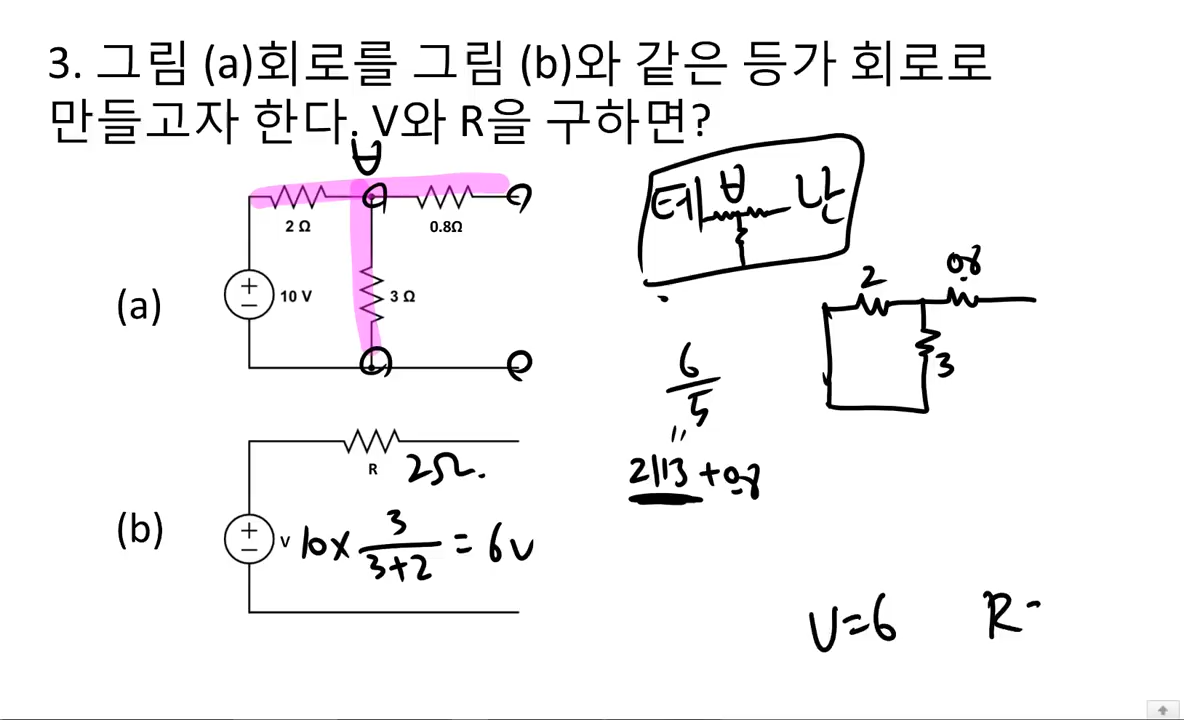 3. 그림 (a)회로를 그림 (b)와 같은 등가 회로로
만들고자 한다. V와 R을 구하면?
(a)
2 Ω
0.8Ω
10 V
3 Ω
테 ㅂ 난
2
0.8
3
6
5
"
2||3 + 0.8
(b)
R 2Ω.
V 10 × 3 / 3+2 = 6V
V=6 R=